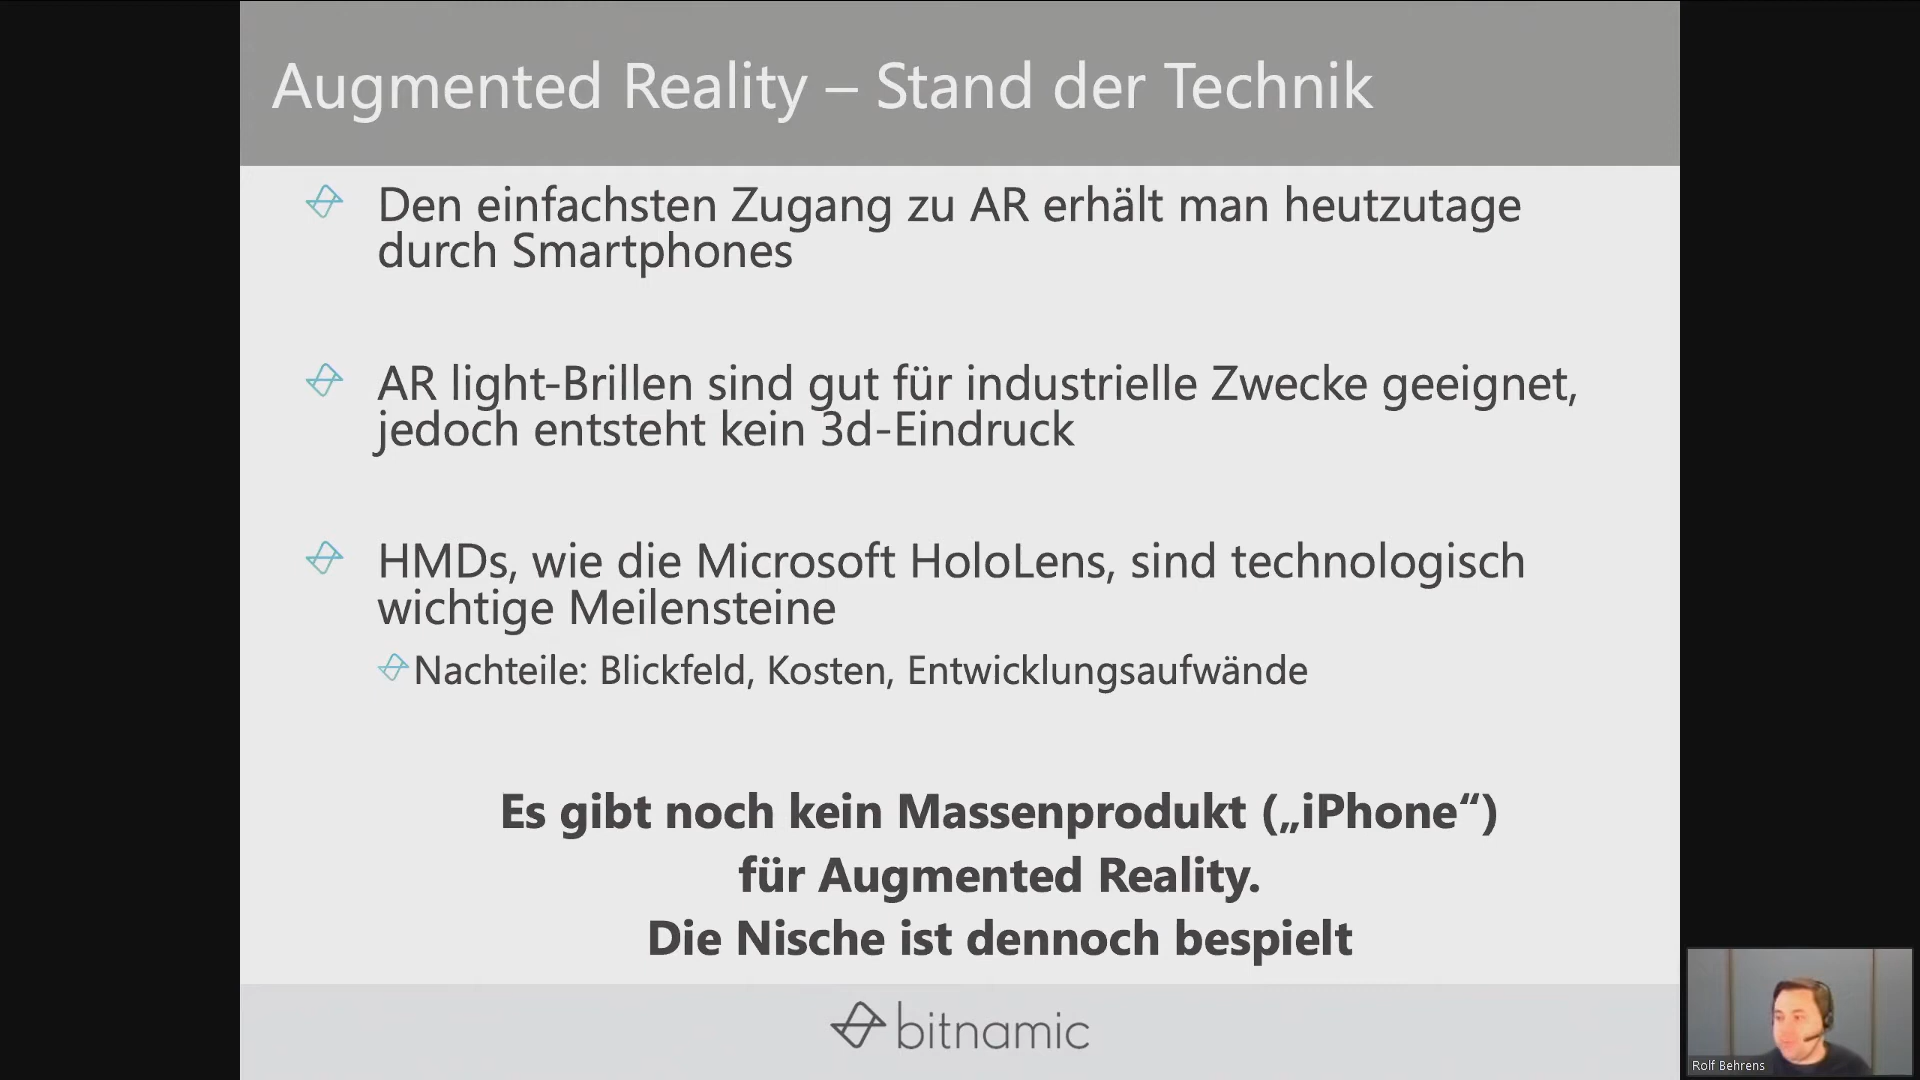 Augmented Reality – Stand der Technik
Den einfachsten Zugang zu AR erhält man heutzutage
durch Smartphones
AR light-Brillen sind gut für industrielle Zwecke geeignet,
jedoch entsteht kein 3d-Eindruck
HMDs, wie die Microsoft HoloLens, sind technologisch
wichtige Meilensteine
Nachteile: Blickfeld, Kosten, Entwicklungsaufwände
Es gibt noch kein Massenprodukt („iPhone“)
für Augmented Reality.
Die Nische ist dennoch bespielt
bitnamic
Rolf Behrens